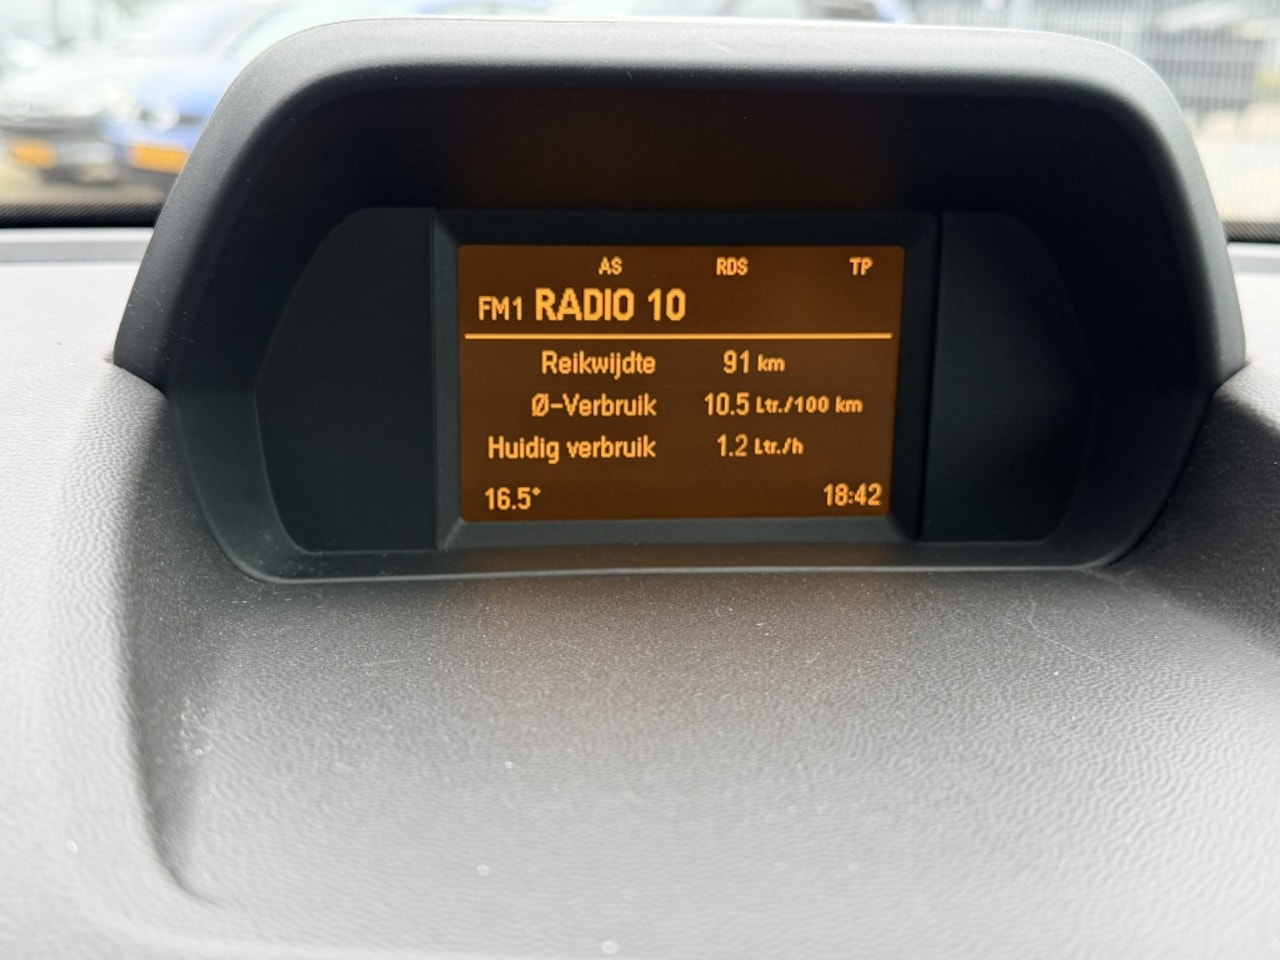 AS RDS TP
FM1 RADIO 10
Reikwijdte 91 km
Ø-Verbruik 10.5 Ltr./100 km
Huidig verbruik 1.2 Ltr./h
16.5° 18:42